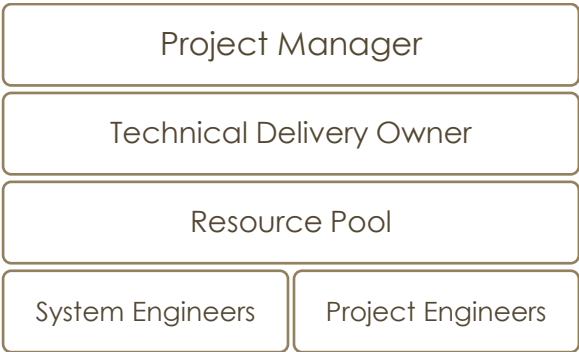 Project Manager
Technical Delivery Owner
Resource Pool
System Engineers
Project Engineers